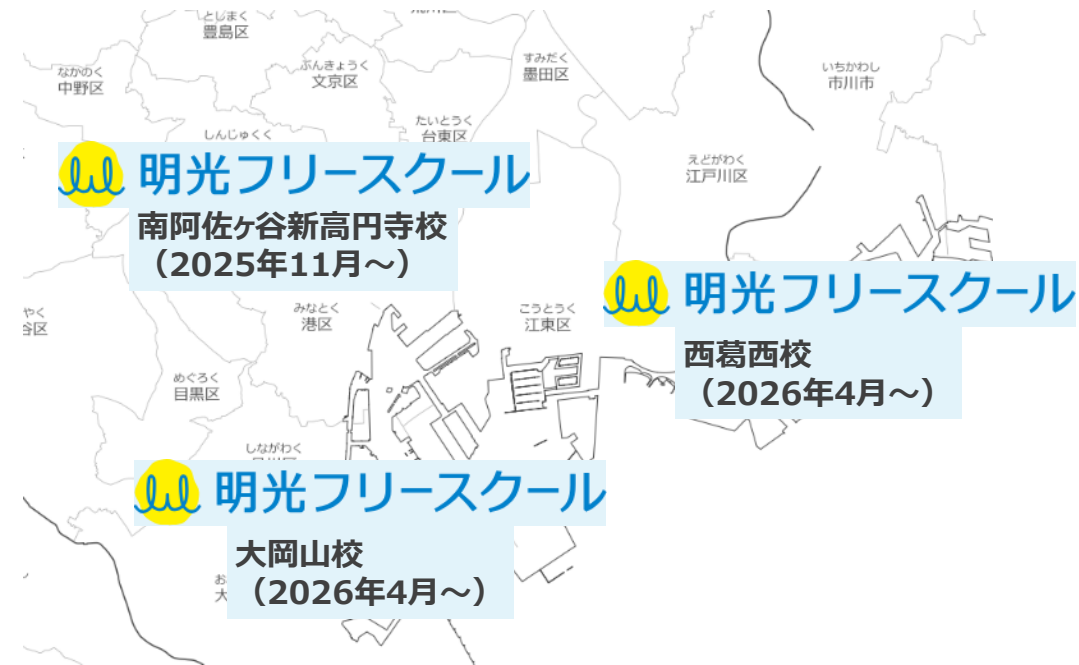 としまく
豊島区
なかのく
中野区
ぶんきょうく
文京区
すみだく
墨田区
いちかわし
市川市
しんじゅくく
たいとうく
台東区
えどがわく
江戸川区
明光フリースクール
南阿佐ヶ谷新高円寺校
（2025年11月～）
みなとく
港区
こうとうく
江東区
明光フリースクール
西葛西校
（2026年4月～）
やく
谷区
めぐろく
目黒区
しながわく
明光フリースクール
大岡山校
（2026年4月～）
お
大